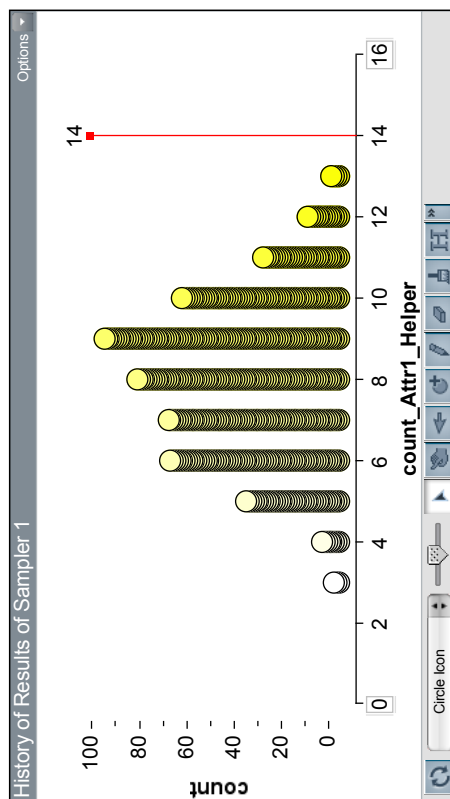 History of Results of Sampler 1
Options
14
100
80
60
40
20
0
count
0 2 4 6 8 10 12 14 16
count_Attr1_Helper
Circle Icon